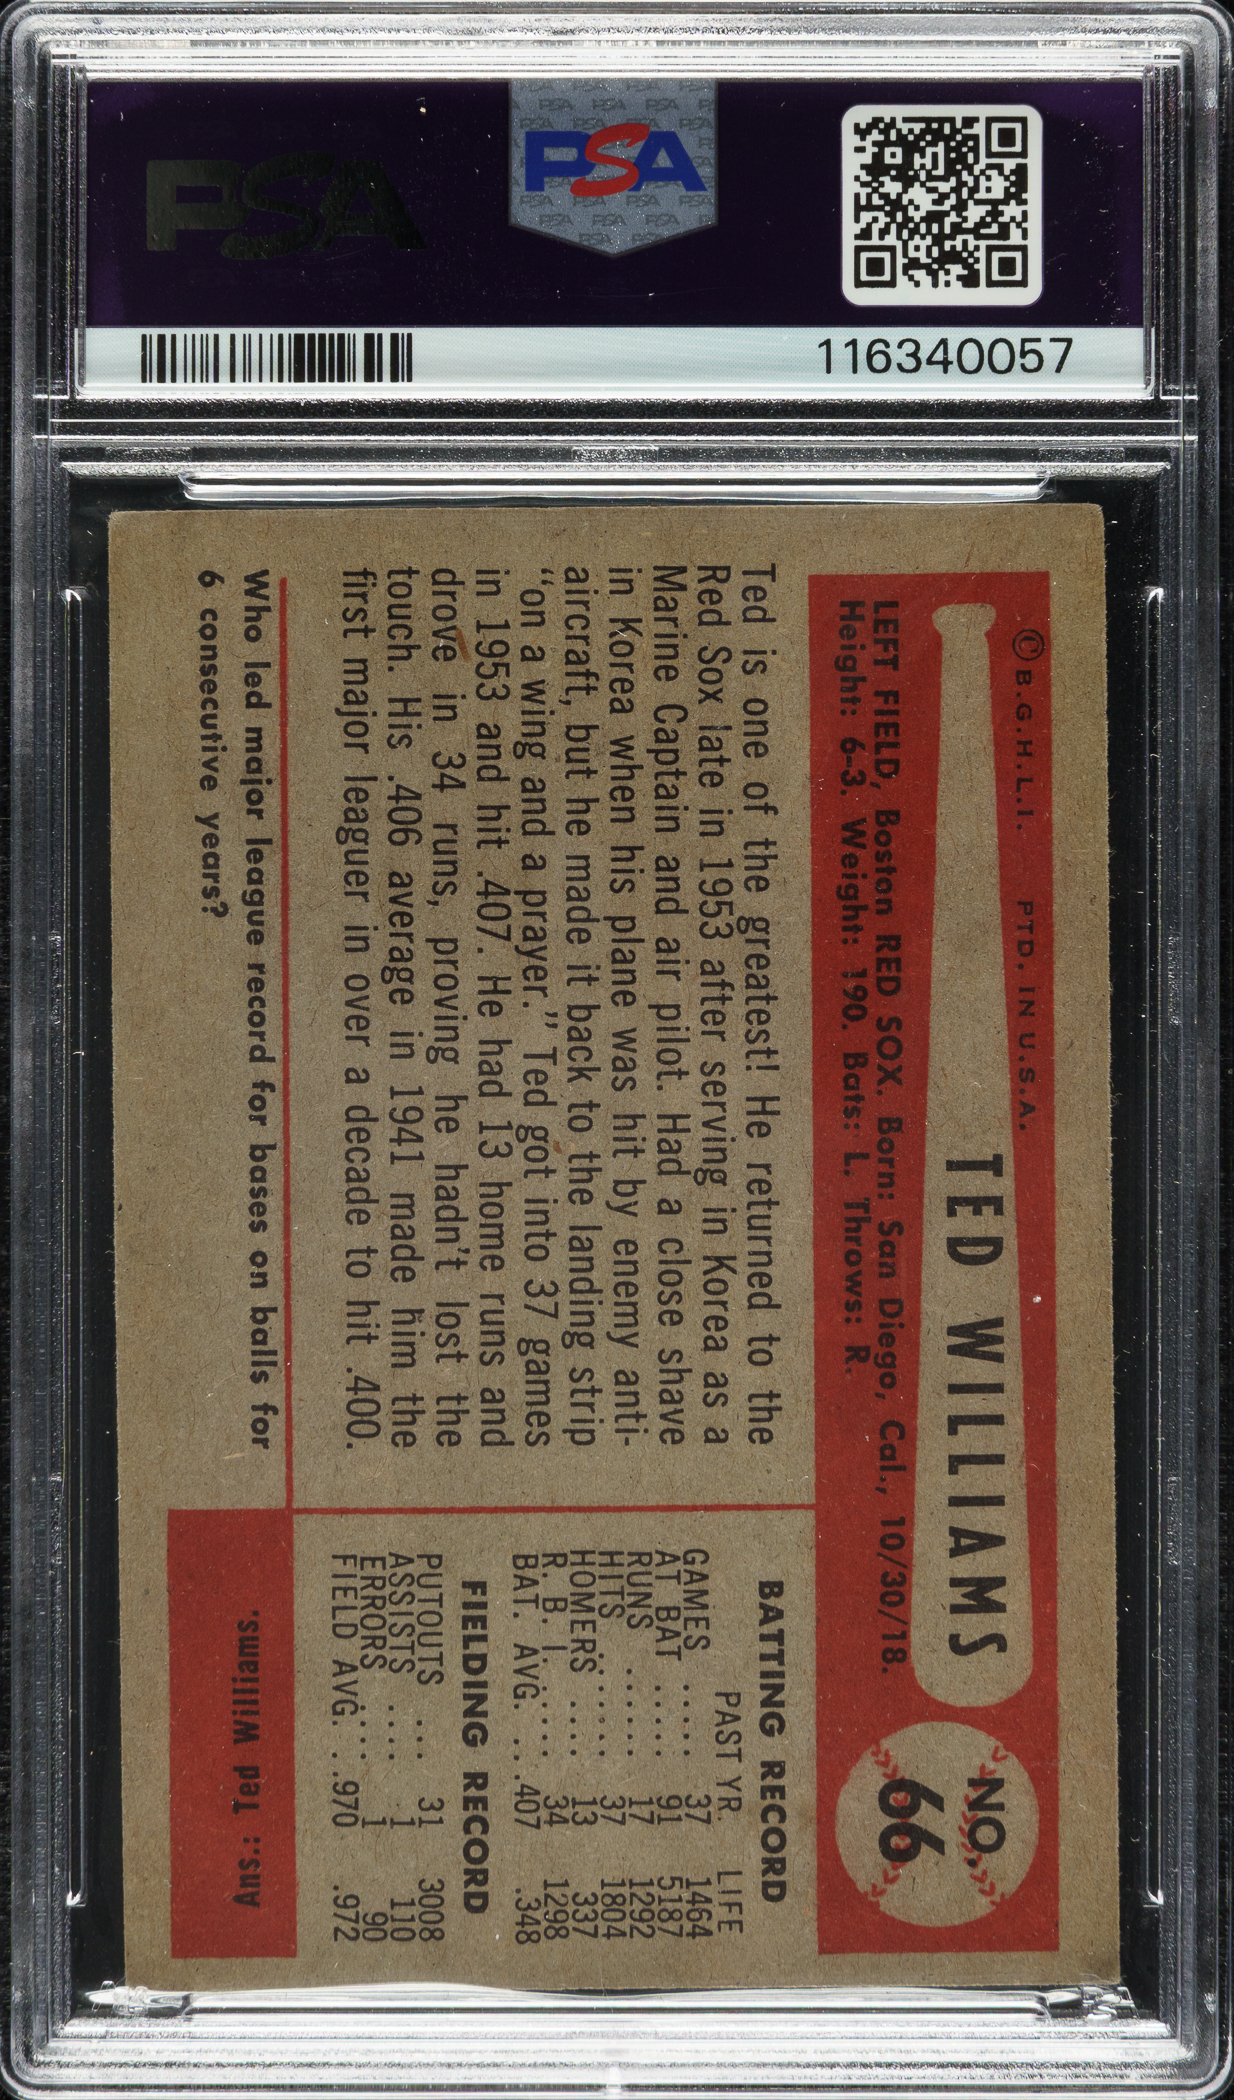 PSA
PSA
116340057
© B.G.H.L.I. PTD. IN U.S.A.
TED WILLIAMS
NO. 66
LEFT FIELD, Boston RED SOX. Born: San Diego, Cal., 10/30/18.
Height: 6-3. Weight: 190. Bats: L. Throws: R.
Ted is one of the greatest! He returned to the
Red Sox late in 1953 after serving in Korea as a
Marine Captain and air pilot. Had a close shave
in Korea when his plane was hit by enemy anti-
aircraft, but he made it back to the landing strip
"on a wing and a prayer." Ted got into 37 games
in 1953 and hit .407. He had 13 home runs and
drove in 34 runs, proving he hadn't lost the
touch. His .406 average in 1941 made him the
first major leaguer in over a decade to hit .400.
BATTING RECORD
PAST YR. LIFE
GAMES .... 37 1464
AT BAT ..... 91 5187
RUNS ...... 17 1292
HITS ...... 37 1804
HOMERS .... 13 337
R. B. I. .... 34 1298
BAT. AVG. .. .407 .348
FIELDING RECORD
PUTOUTS ... 31 3008
ASSISTS .... 1 110
ERRORS .... 1 90
FIELD AVG. . .970 .972
Who led major league record for bases on balls for
6 consecutive years?
Ans.: Ted Williams.